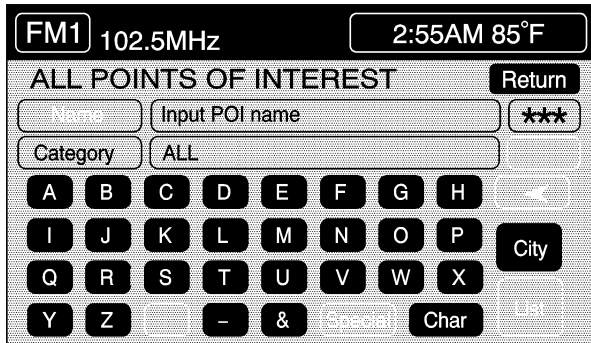 FM1 102.5MHz 2:55AM 85°F
ALL POINTS OF INTEREST Return
Name Input POI name ***
Category ALL
A B C D E F G H
I J K L M N O P City
Q R S T U V W X
Y Z – & Special Char List